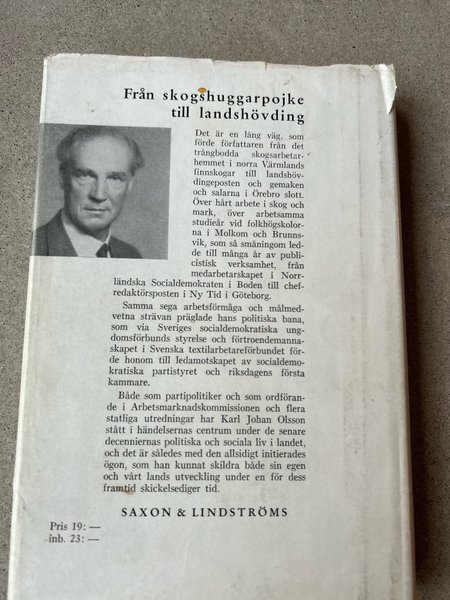 Från skogshuggarpojke
till landshövding
Det är en lång väg, som
förde författaren från det
trångbodda skogsarbetar-
hemmet i norra Värmlands
finnskogar till landshöv-
dingeposten och gemaken
och salarna i Örebro slott.
Över hårt arbete i skog och
mark, över arbetsamma
studieår vid folkhögskolor-
na i Molkom och Brunns-
vik, som så småningom led-
de till många år av publi-
cistisk verksamhet, från
medarbetarskapet i Norr-
ländska Socialdemokraten i Boden till chef-
redaktörsposten i Ny Tid i Göteborg.
Samma sega arbetsförmåga och målmed-
vetna strävan präglade hans politiska bana,
som via Sveriges socialdemokratiska ung-
domsförbunds styrelse och förtroendemanna-
skapet i Svenska textilarbetareförbundet för-
de honom till ledamotskapet av socialdemo-
kratiska partistyret och riksdagens första
kammare.
Både som partipolitiker och som ordföran-
de i Arbetsmarknadskommissionen och flera
statliga utredningar har Karl Johan Olsson
stått i händelsernas centrum under de senare
decenniernas politiska och sociala liv i landet,
och det är således med den allsidigt initierades
ögon, som han kunnat skildra både sin egen
och vårt lands utveckling under en för dess
framtid skickelsediger tid.
SAXON & LINDSTRÖMS
Pris 19: —
inb. 23: —